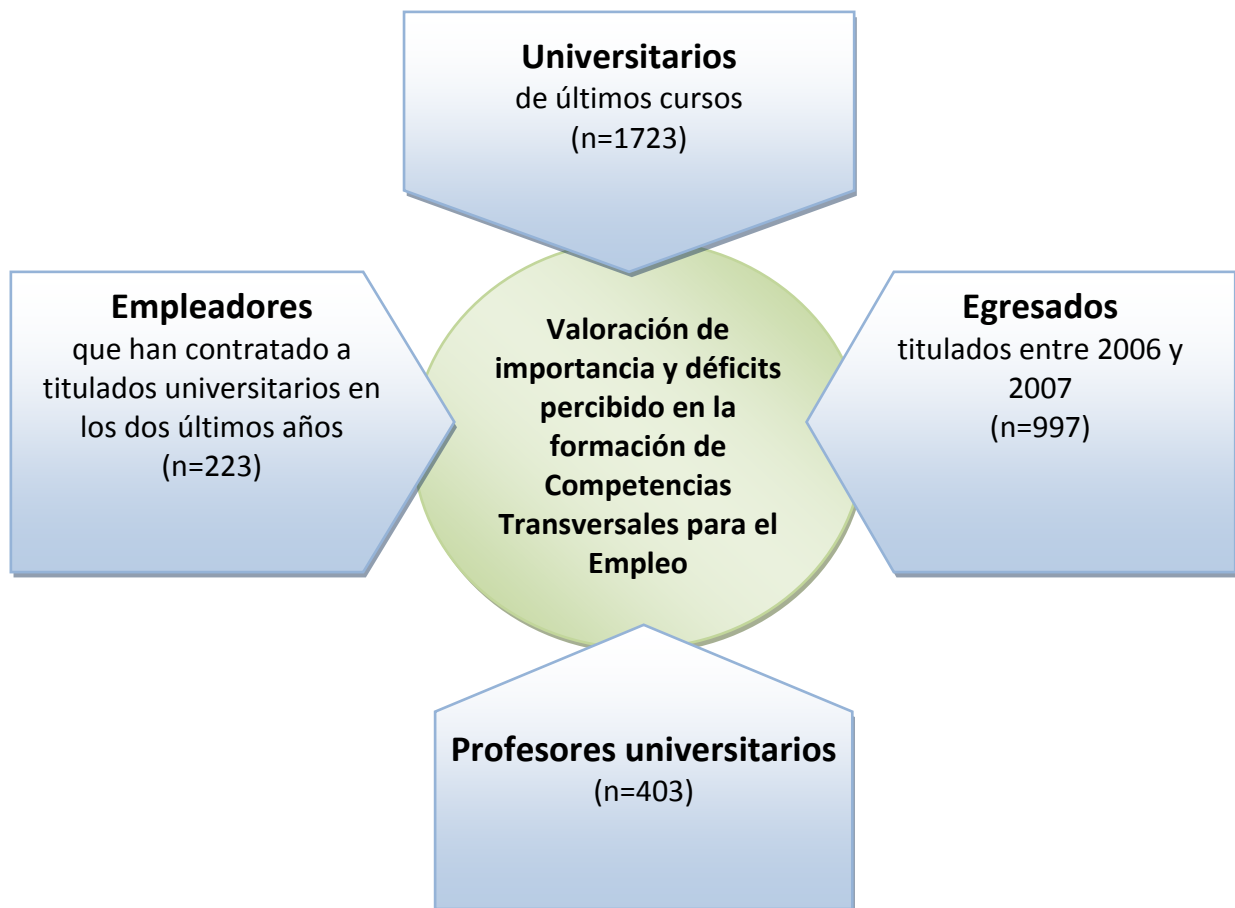 Universitarios
de últimos cursos
(n=1723)
Empleadores
que han contratado a
titulados universitarios en
los dos últimos años
(n=223)
Valoración de
importancia y déficits
percibido en la
formación de
Competencias
Transversales para el
Empleo
Egresados
titulados entre 2006 y
2007
(n=997)
Profesores universitarios
(n=403)